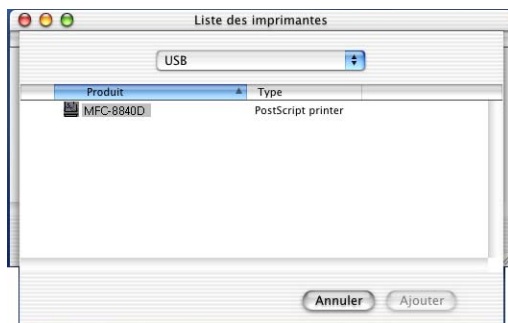 Liste des imprimantes
USB
Produit Type
MFC-8840D PostScript printer
Annuler Ajouter